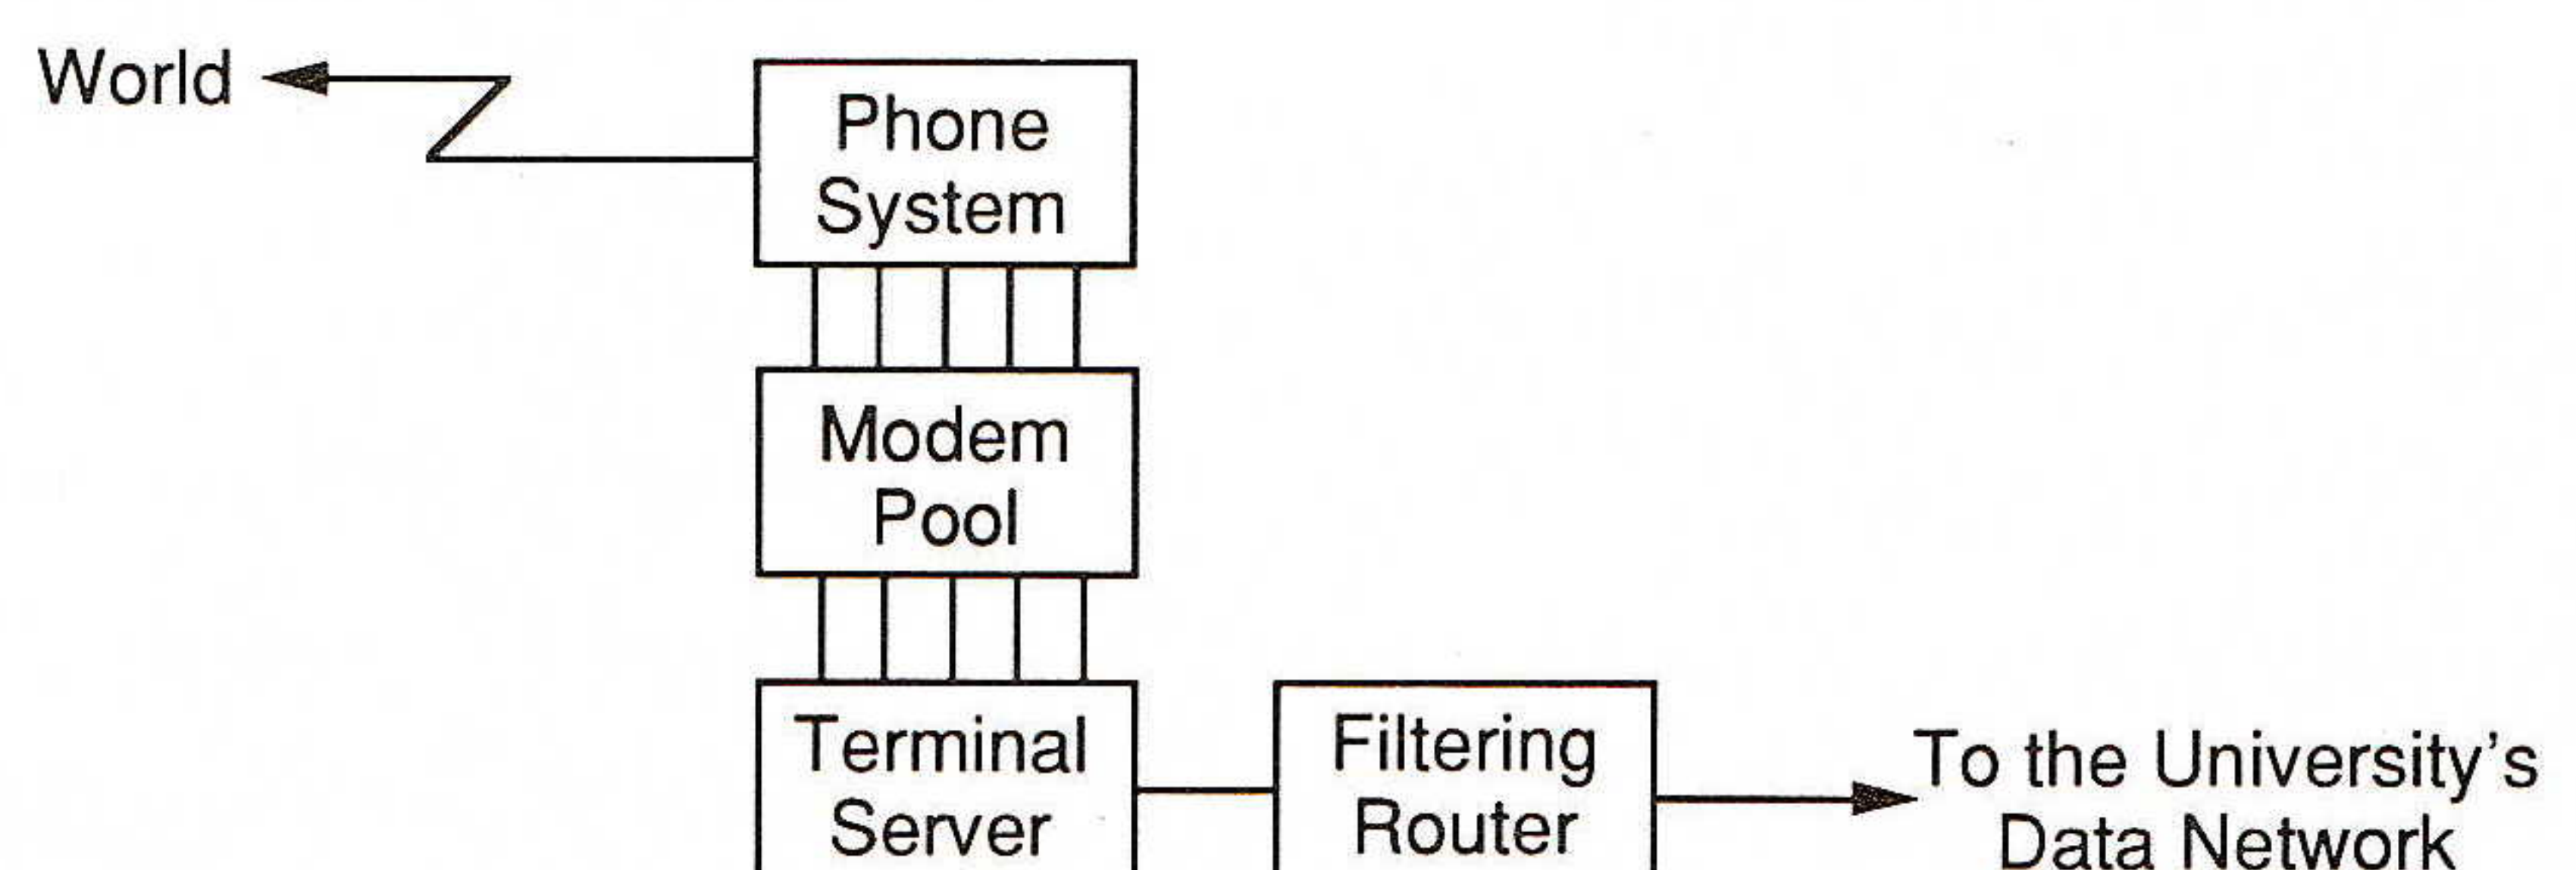 World
Phone
System
Modem
Pool
Terminal
Server
Filtering
Router
To the University's
Data Network